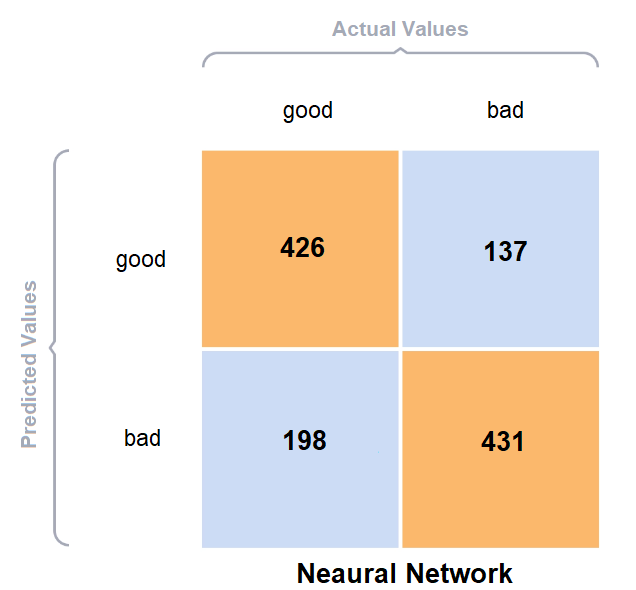 Actual Values
good bad
Predicted Values
good 426 137
bad 198 431
Neaural Network